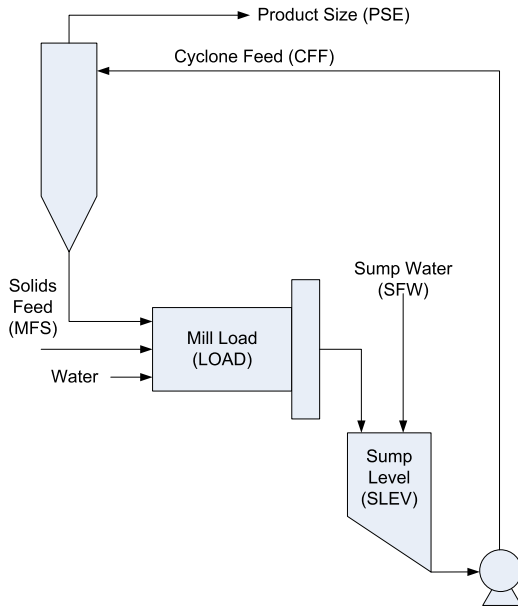 Product Size (PSE)
Cyclone Feed (CFF)
Solids
Feed
(MFS)
Water
Mill Load
(LOAD)
Sump Water
(SFW)
Sump
Level
(SLEV)